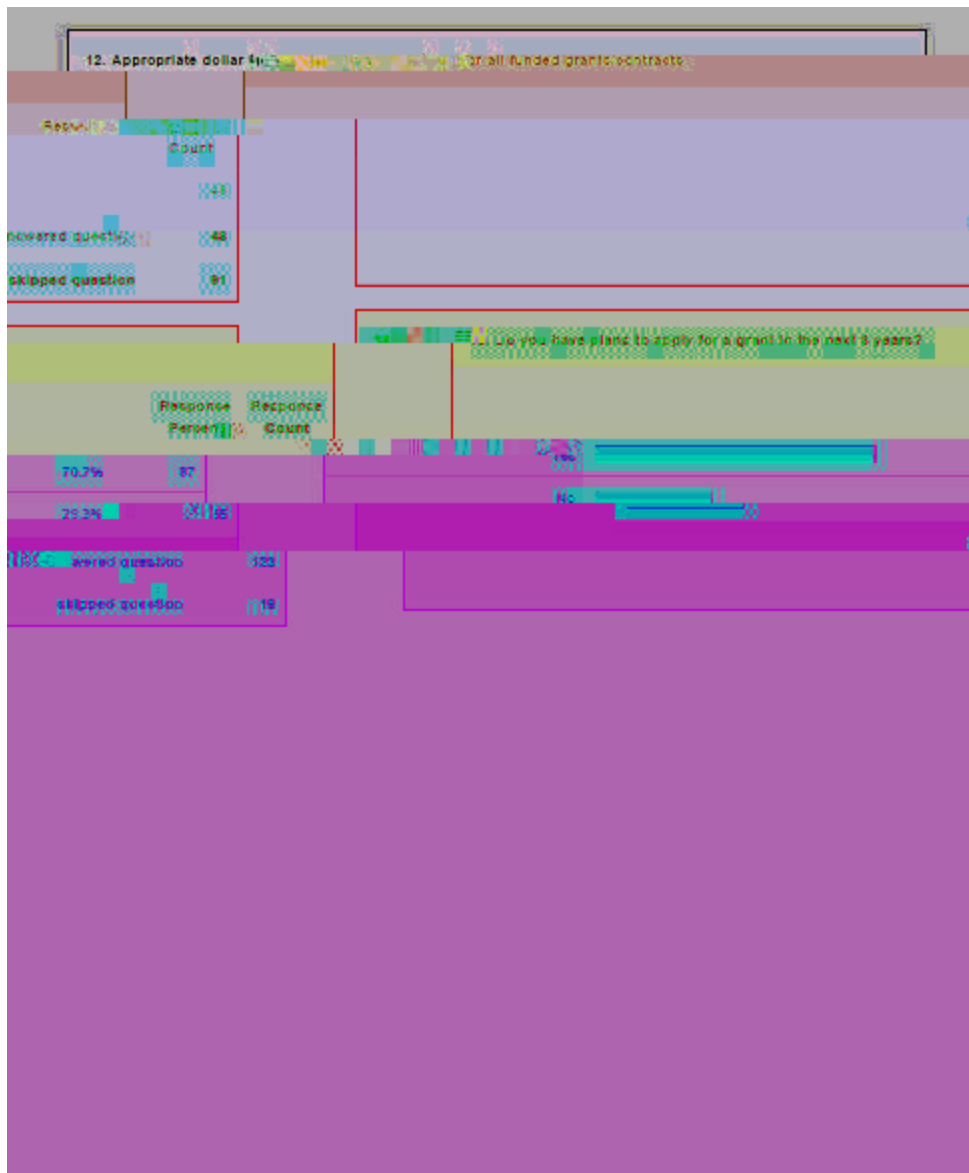 12. Appropriate dollar for all funded grants/contracts
Count
48
answered question 48
skipped question 91
Do you have plans to apply for a grant in the next 3 years?
Response Response
Percent Count
Yes 70.7% 87
No 29.3%
answered question 123
skipped question